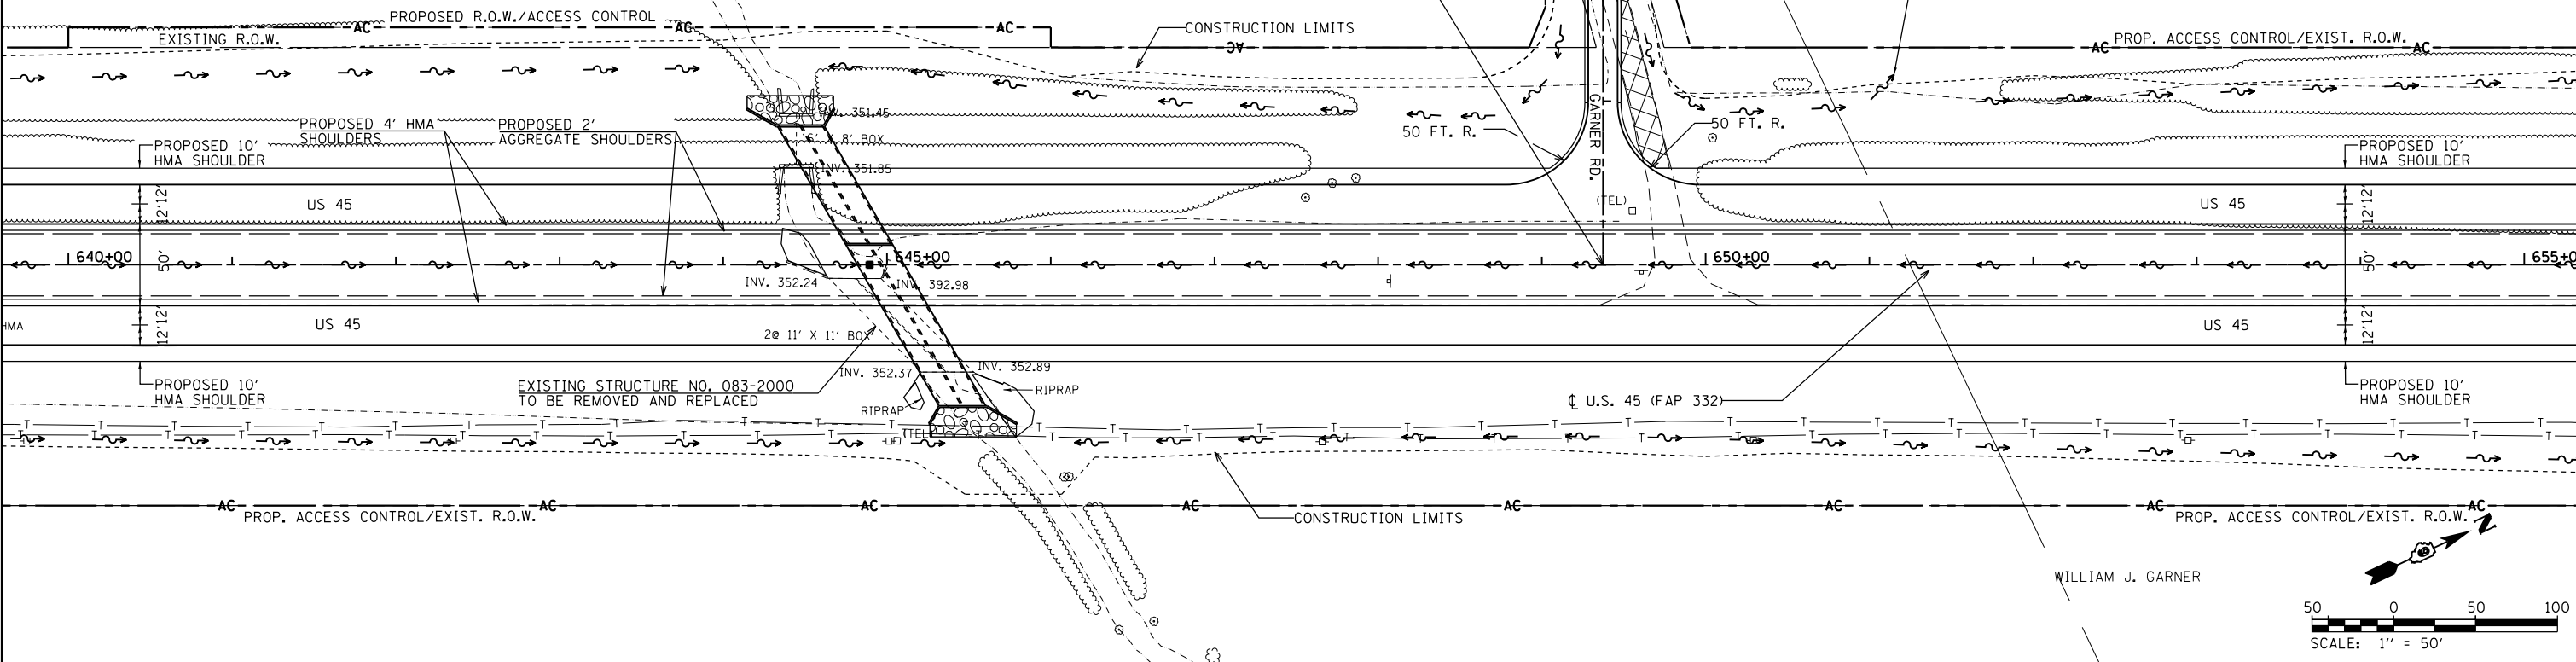 PROPOSED R.O.W./ACCESS CONTROL
AC
AC
AC
CONSTRUCTION LIMITS
AC
EXISTING R.O.W.
PROP. ACCESS CONTROL/EXIST. R.O.W.
AC
AC
INV. 351.45
PROPOSED 4' HMA
SHOULDERS
PROPOSED 2'
AGGREGATE SHOULDERS
16' X 8' BOX
50 FT. R.
GARNER RD.
50 FT. R.
PROPOSED 10'
HMA SHOULDER
INV. 351.85
PROPOSED 10'
HMA SHOULDER
12'12'
US 45
(TEL)
US 45
12'12'
640+00
50'
645+00
650+00
50'
655+0
INV. 352.24
INV. 392.98
HMA
12'12'
US 45
2@ 11' X 11' BOX
US 45
12'12'
INV. 352.37
INV. 352.89
PROPOSED 10'
HMA SHOULDER
EXISTING STRUCTURE NO. 083-2000
TO BE REMOVED AND REPLACED
RIPRAP
RIPRAP
℄ U.S. 45 (FAP 332)
PROPOSED 10'
HMA SHOULDER
T T T T T T T T T T T T T T T T T T T T T T T T T T T T
(TEL)
AC
AC
AC
AC
AC
AC
AC
AC
PROP. ACCESS CONTROL/EXIST. R.O.W.
CONSTRUCTION LIMITS
PROP. ACCESS CONTROL/EXIST. R.O.W.
N
WILLIAM J. GARNER
50 0 50 100
SCALE: 1'' = 50'